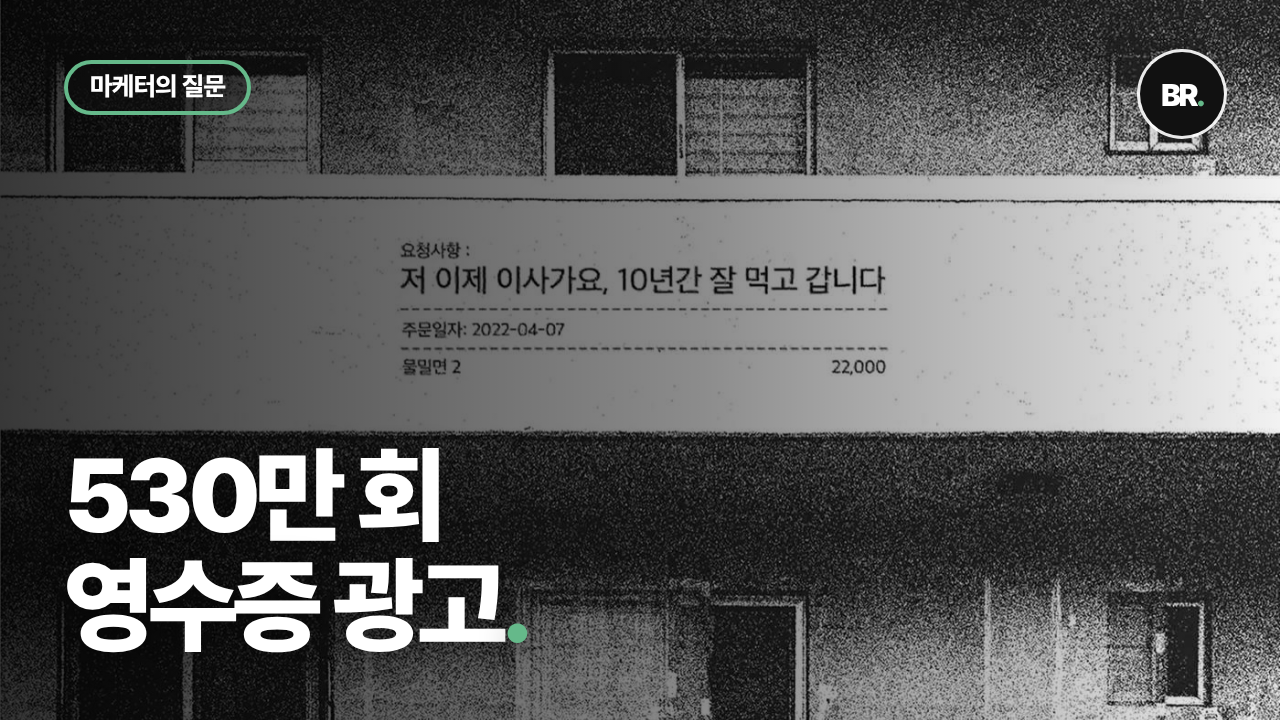 마케터의 질문
BR.
요청사항 :
저 이제 이사가요, 10년간 잘 먹고 갑니다
주문일자: 2022-04-07
물밀면 2 22,000
530만 회
영수증 광고.